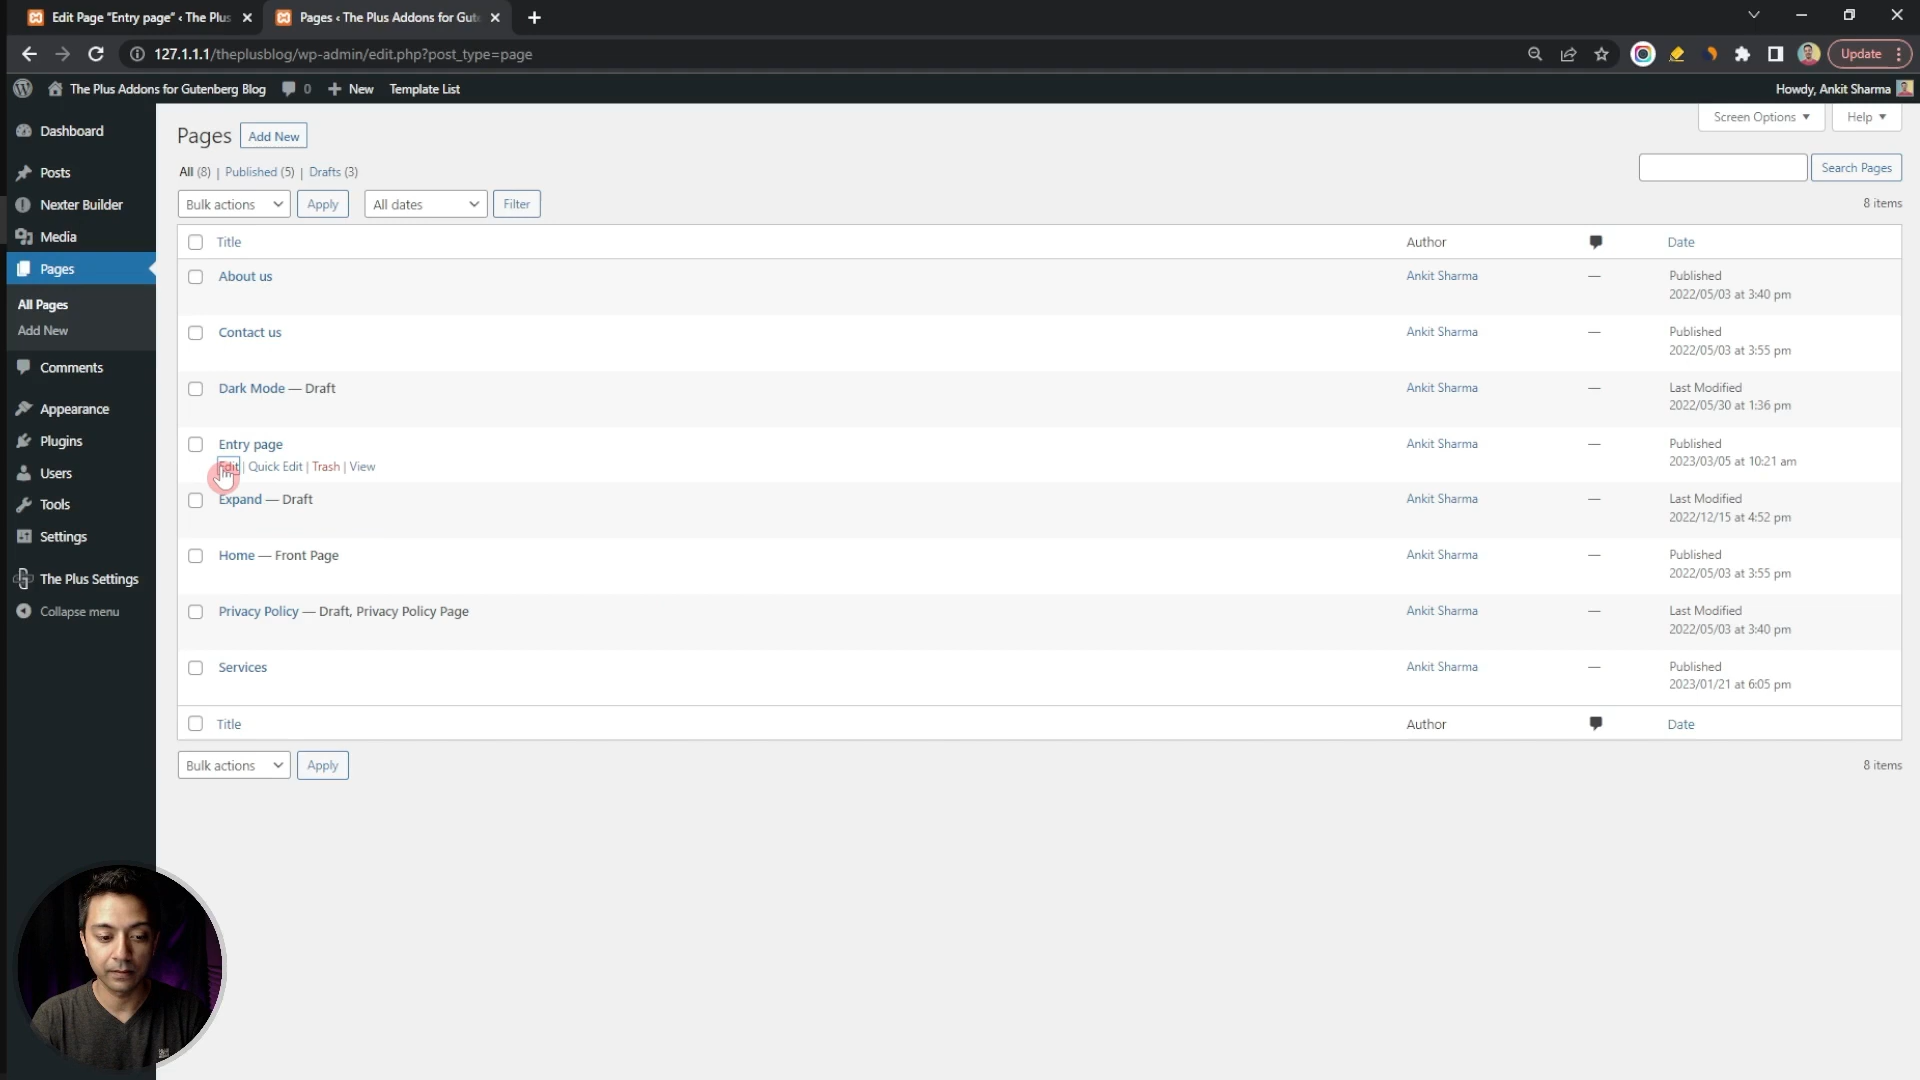 Edit Page "Entry page" ‹ The Plus
Pages ‹ The Plus Addons for Gute
127.1.1.1/theplusblog/wp-admin/edit.php?post_type=page
Update
The Plus Addons for Gutenberg Blog
0
New
Template List
Howdy, Ankit Sharma
Dashboard
Posts
Nexter Builder
Media
Pages
All Pages
Add New
Comments
Appearance
Plugins
Users
Tools
Settings
The Plus Settings
Collapse menu
Screen Options
Help
Pages
Add New
All (8) | Published (5) | Drafts (3)
Search Pages
Bulk actions
Apply
All dates
Filter
8 items
Title
Author
Date
About us
Ankit Sharma
—
Published
2022/05/03 at 3:40 pm
Contact us
Ankit Sharma
—
Published
2022/05/03 at 3:55 pm
Dark Mode — Draft
Ankit Sharma
—
Last Modified
2022/05/30 at 1:36 pm
Entry page
Edit | Quick Edit | Trash | View
Ankit Sharma
—
Published
2023/03/05 at 10:21 am
Expand — Draft
Ankit Sharma
—
Last Modified
2022/12/15 at 4:52 pm
Home — Front Page
Ankit Sharma
—
Published
2022/05/03 at 3:55 pm
Privacy Policy — Draft, Privacy Policy Page
Ankit Sharma
—
Last Modified
2022/05/03 at 3:40 pm
Services
Ankit Sharma
—
Published
2023/01/21 at 6:05 pm
Title
Author
Date
Bulk actions
Apply
8 items